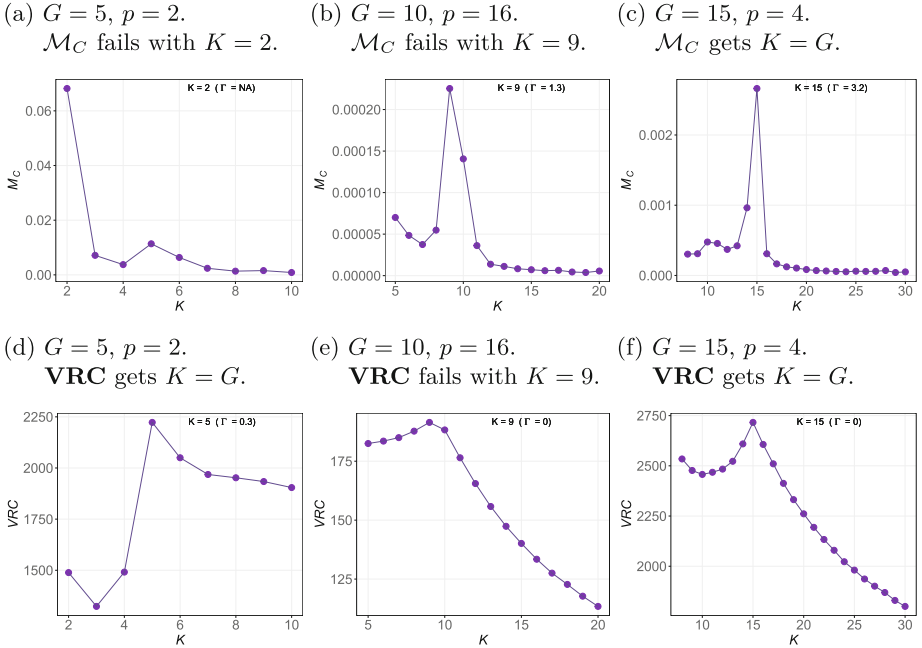 (a) G = 5, p = 2.
M_C fails with K = 2.
(b) G = 10, p = 16.
M_C fails with K = 9.
(c) G = 15, p = 4.
M_C gets K = G.
K = 2 (Γ = NA)
0.06
0.04
0.02
0.00
M_C
2
4
6
8
10
K
K = 9 (Γ = 1.3)
0.00020
0.00015
0.00010
0.00005
0.00000
M_C
5
10
15
20
K
K = 15 (Γ = 3.2)
0.002
0.001
0.000
M_C
10
15
20
25
30
K
(d) G = 5, p = 2.
VRC gets K = G.
(e) G = 10, p = 16.
VRC fails with K = 9.
(f) G = 15, p = 4.
VRC gets K = G.
K = 5 (Γ = 0.3)
2250
2000
1750
1500
VRC
2
4
6
8
10
K
K = 9 (Γ = 0)
175
150
125
VRC
5
10
15
20
K
K = 15 (Γ = 0)
2750
2500
2250
2000
VRC
10
15
20
25
30
K